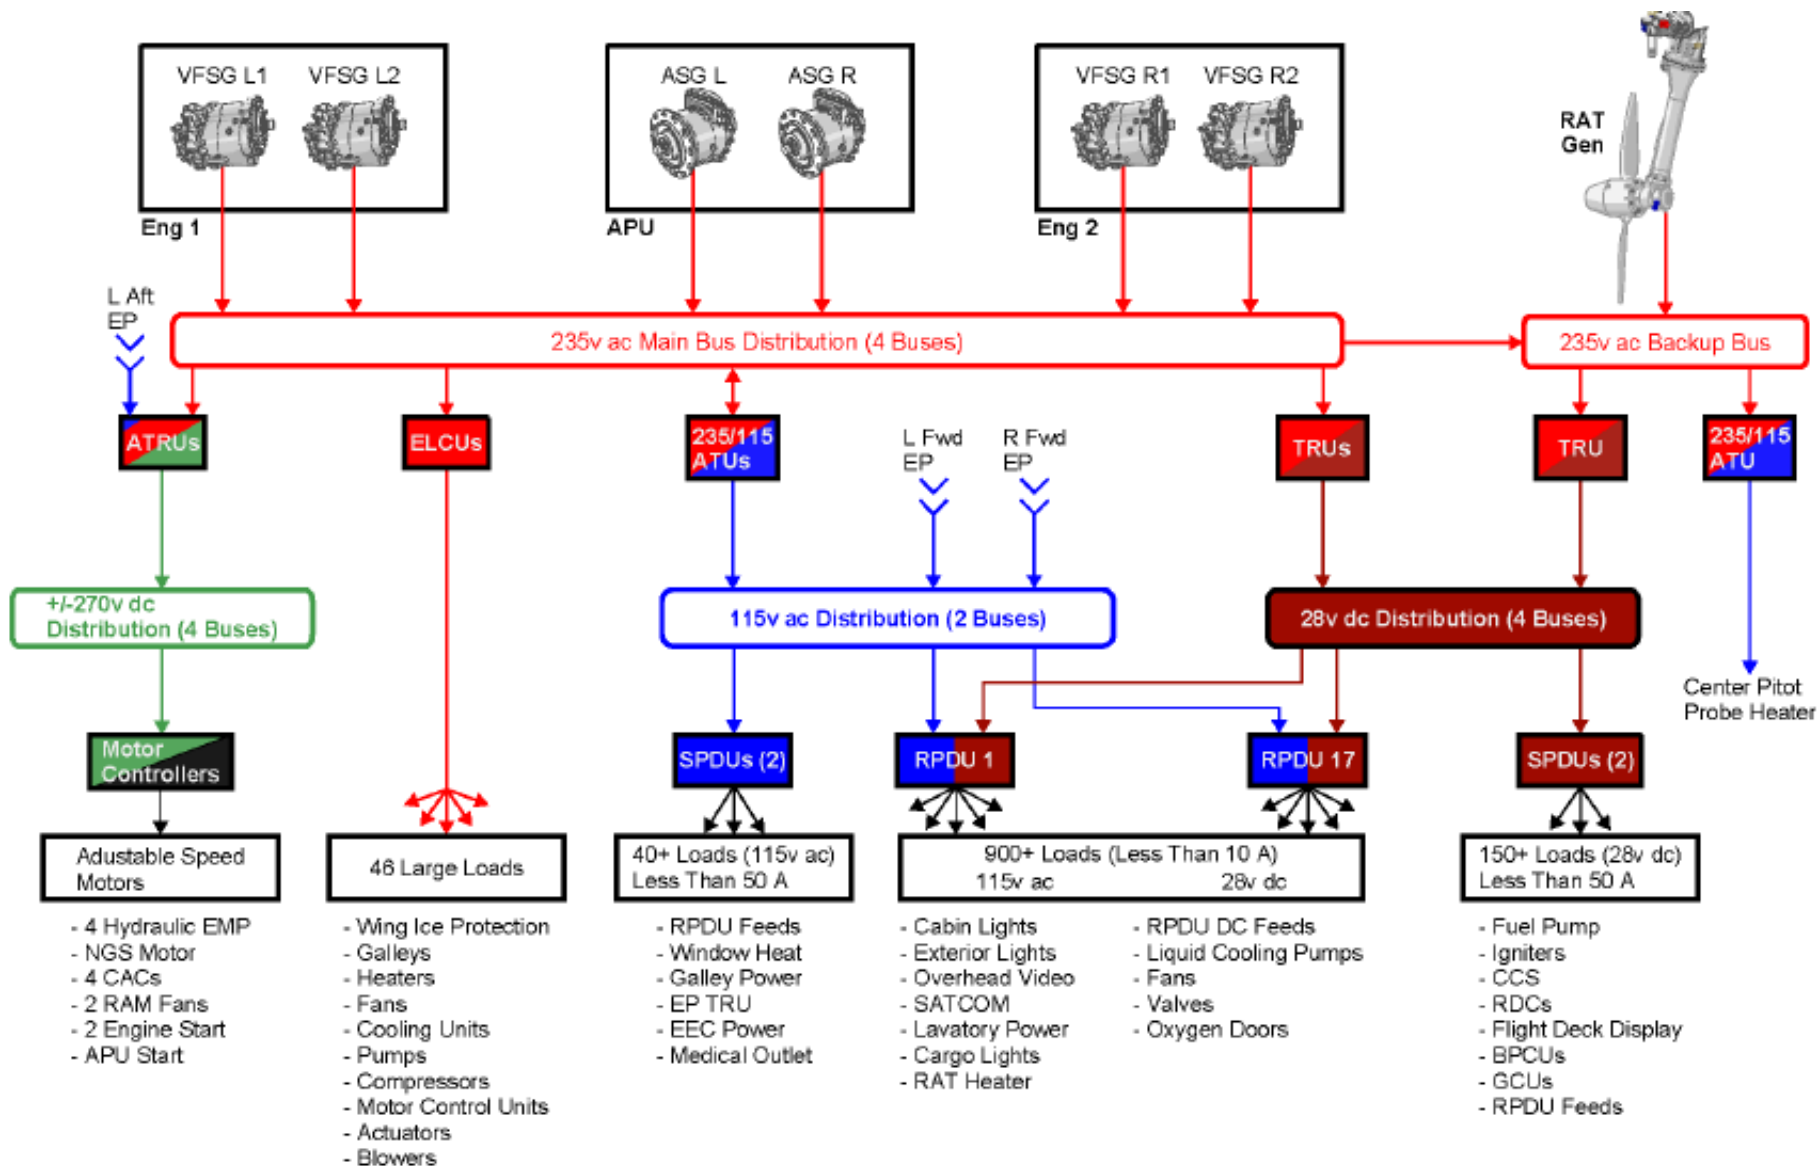 VFSG L1
VFSG L2
ASG L
ASG R
VFSG R1
VFSG R2
RAT
Gen
Eng 1
APU
Eng 2
L Aft
EP
235v ac Main Bus Distribution (4 Buses)
235v ac Backup Bus
ATRUs
ELCUs
235/115
ATUs
L Fwd
EP
R Fwd
EP
TRUs
TRU
235/115
ATU
+/-270v dc
Distribution (4 Buses)
115v ac Distribution (2 Buses)
28v dc Distribution (4 Buses)
Center Pitot
Probe Heater
Motor
Controllers
SPDUs (2)
RPDU 1
RPDU 17
SPDUs (2)
Adustable Speed
Motors
46 Large Loads
40+ Loads (115v ac)
Less Than 50 A
900+ Loads (Less Than 10 A)
115v ac
28v dc
150+ Loads (28v dc)
Less Than 50 A
- 4 Hydraulic EMP
- NGS Motor
- 4 CACs
- 2 RAM Fans
- 2 Engine Start
- APU Start
- Wing Ice Protection
- Galleys
- Heaters
- Fans
- Cooling Units
- Pumps
- Compressors
- Motor Control Units
- Actuators
- Blowers
- RPDU Feeds
- Window Heat
- Galley Power
- EP TRU
- EEC Power
- Medical Outlet
- Cabin Lights
- Exterior Lights
- Overhead Video
- SATCOM
- Lavatory Power
- Cargo Lights
- RAT Heater
- RPDU DC Feeds
- Liquid Cooling Pumps
- Fans
- Valves
- Oxygen Doors
- Fuel Pump
- Igniters
- CCS
- RDCs
- Flight Deck Display
- BPCUs
- GCUs
- RPDU Feeds